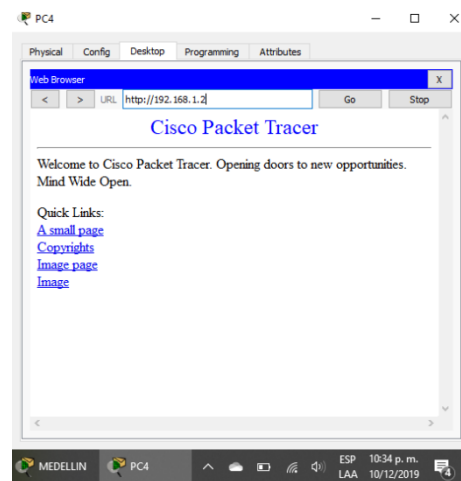 PC4
Physical Config Desktop Programming Attributes
Web Browser X
< > URL http://192.168.1.2 Go Stop
Cisco Packet Tracer
Welcome to Cisco Packet Tracer. Opening doors to new opportunities.
Mind Wide Open.
Quick Links:
A small page
Copyrights
Image page
Image
MEDELLIN PC4 ESP 10:34 p. m.
LAA 10/12/2019 4